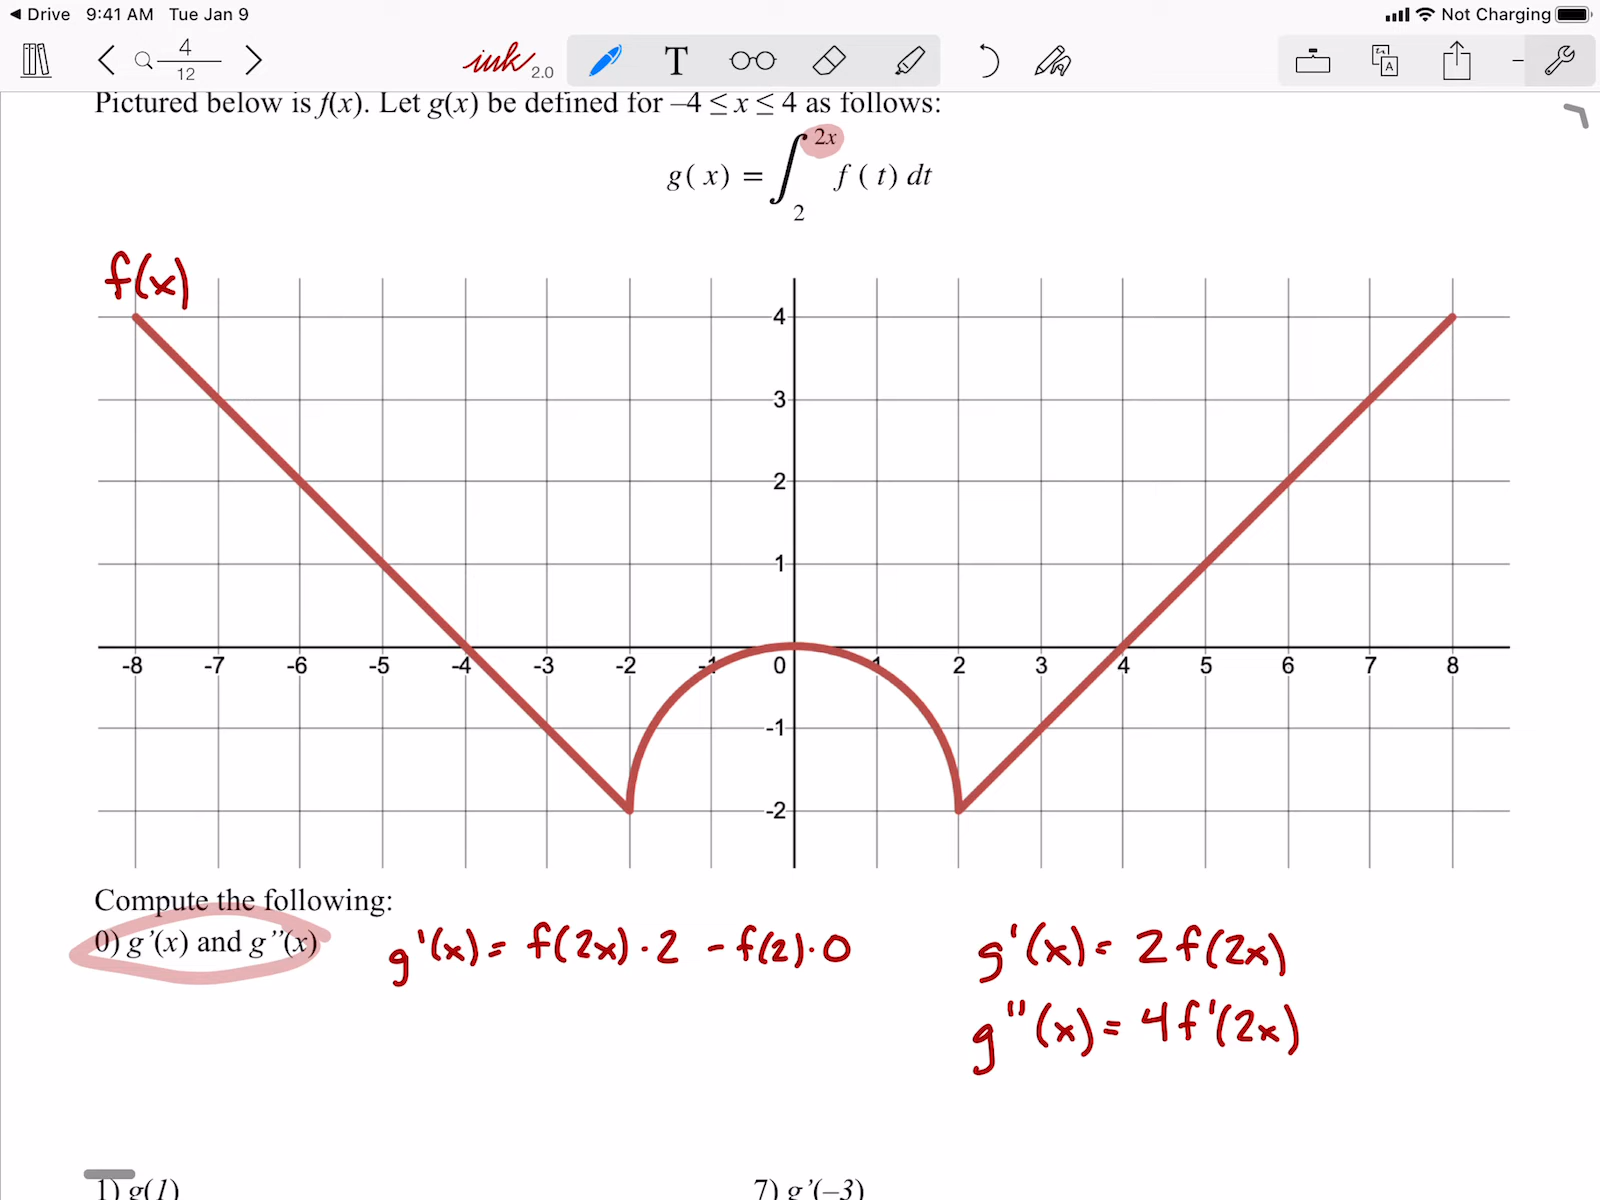 ◀ Drive 9:41 AM Tue Jan 9 Not Charging
4
12
ink 2.0 T A
Pictured below is f(x). Let g(x) be defined for –4 ≤ x ≤ 4 as follows:
g(x) = ∫₂²ˣ f(t) dt
f(x)
4
3
2
1
-8 -7 -6 -5 -4 -3 -2 -1 0 1 2 3 4 5 6 7 8
-1
-2
Compute the following:
0) g’(x) and g’’(x) g'(x) = f(2x)·2 - f(2)·0 g'(x) = 2f(2x)
g"(x) = 4f'(2x)
1) g(1) 7) g’(–3)